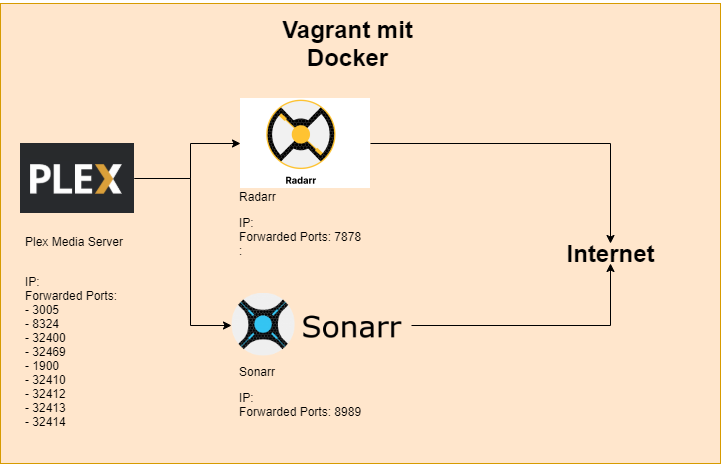 Vagrant mit
Docker
PLEX
Plex Media Server
IP:
Forwarded Ports:
- 3005
- 8324
- 32400
- 32469
- 1900
- 32410
- 32412
- 32413
- 32414
Radarr
Radarr
IP:
Forwarded Ports: 7878
:
Sonarr
Sonarr
IP:
Forwarded Ports: 8989
Internet